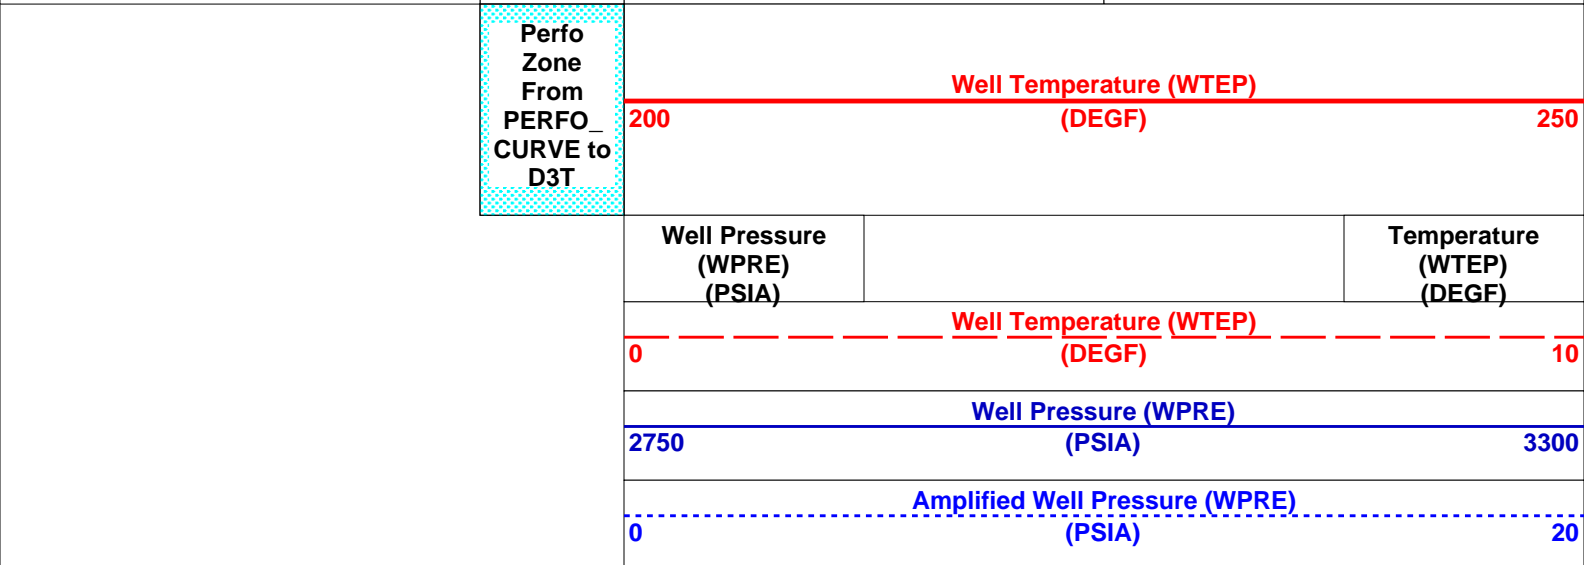 Perfo
Zone
From
PERFO_
CURVE to
D3T
Well Temperature (WTEP)
200 (DEGF) 250
Well Pressure
(WPRE)
(PSIA)
Temperature
(WTEP)
(DEGF)
Well Temperature (WTEP)
0 (DEGF) 10
Well Pressure (WPRE)
2750 (PSIA) 3300
Amplified Well Pressure (WPRE)
0 (PSIA) 20